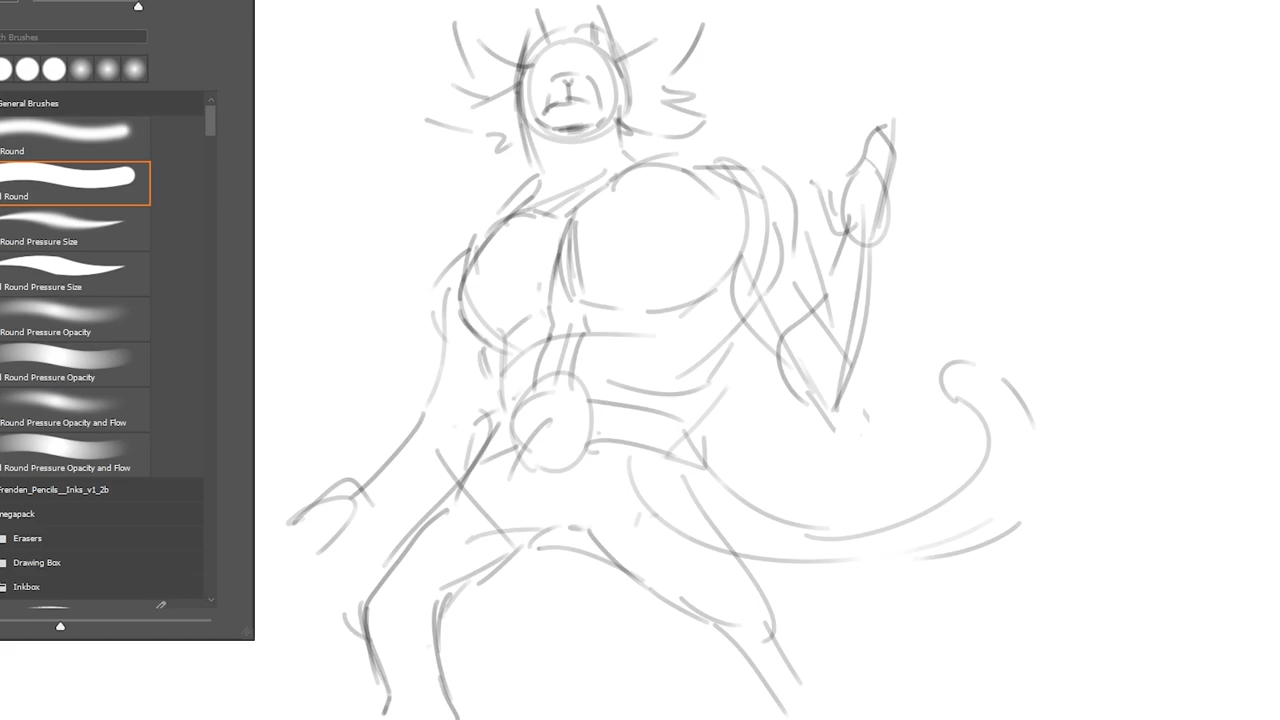 h Brushes
General Brushes
Round
l Round
Round Pressure Size
l Round Pressure Size
Round Pressure Opacity
l Round Pressure Opacity
Round Pressure Opacity and Flow
l Round Pressure Opacity and Flow
Frenden_Pencils__Inks_v1_2b
megapack
Erasers
Drawing Box
Inkbox